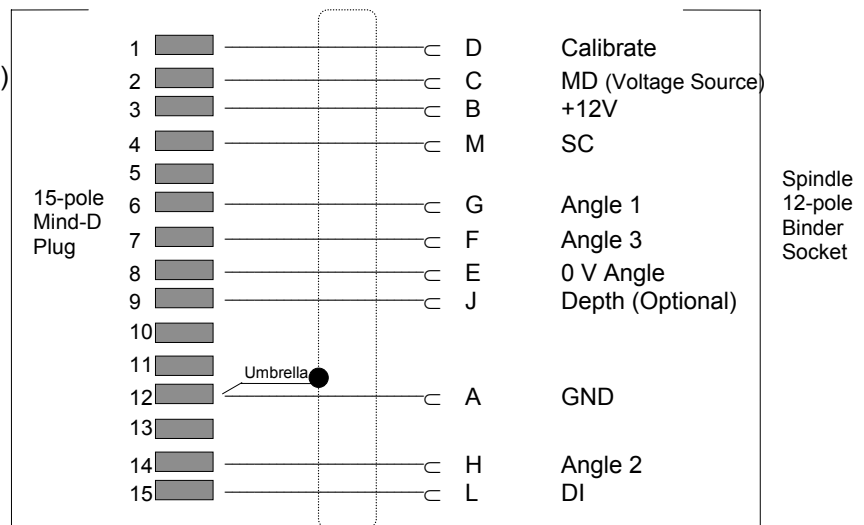 1 D Calibrate
) 2 C MD (Voltage Source)
3 B +12V
4 M SC
5
15-pole
Mind-D
Plug
6 G Angle 1
7 F Angle 3
8 E 0 V Angle
9 J Depth (Optional)
Spindle
12-pole
Binder
Socket
10
11
Umbrella
12 A GND
13
14 H Angle 2
15 L DI